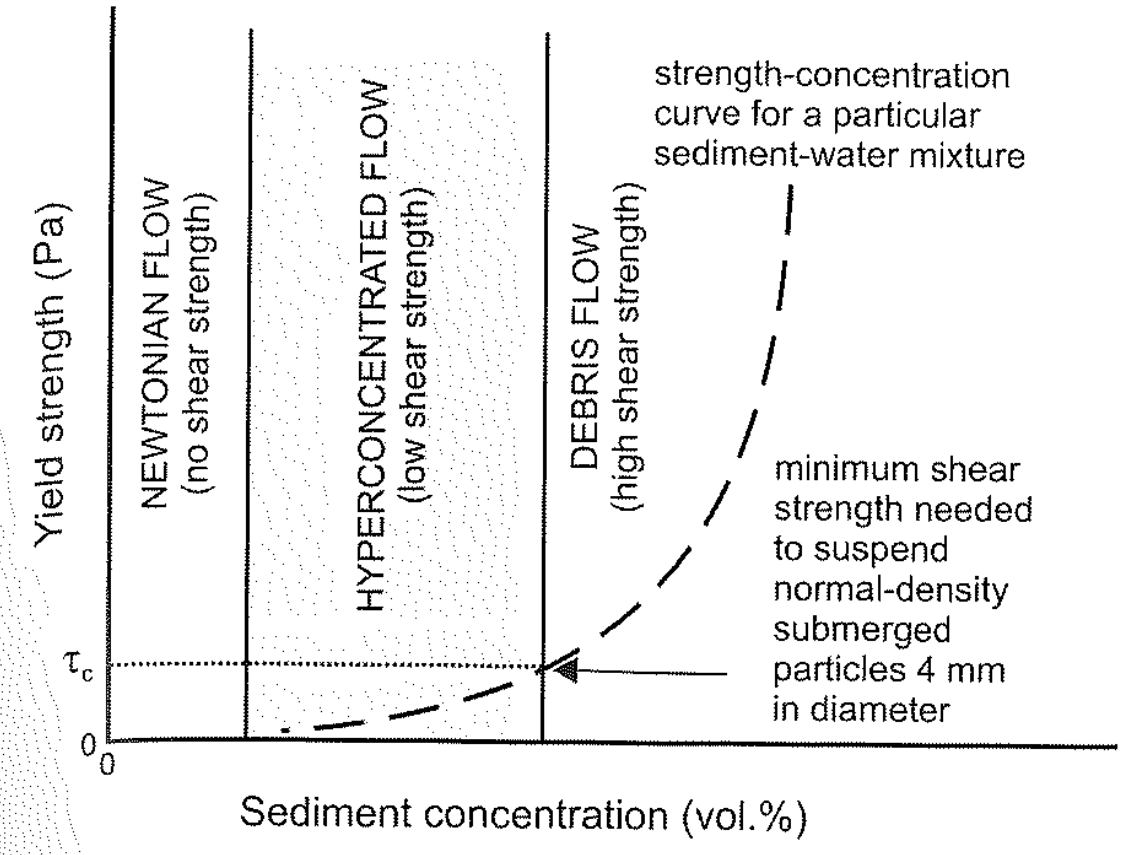 strength-concentration
curve for a particular
sediment-water mixture
Yield strength (Pa)
NEWTONIAN FLOW
(no shear strength)
HYPERCONCENTRATED FLOW
(low shear strength)
DEBRIS FLOW
(high shear strength)
minimum shear
strength needed
to suspend
normal-density
submerged
particles 4 mm
in diameter
τc
0
0
Sediment concentration (vol.%)